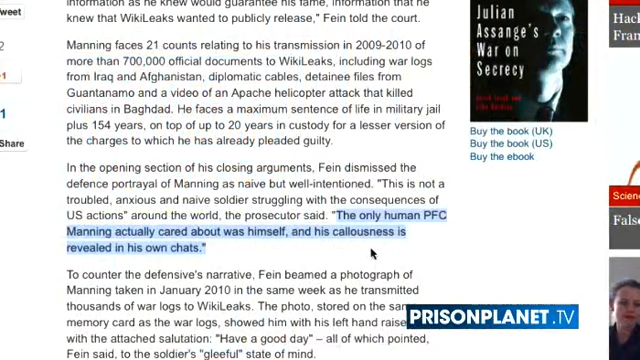 information as he knew would guarantee his fame, information that he
knew that WikiLeaks wanted to publicly release," Fein told the court.
Manning faces 21 counts relating to his transmission in 2009-2010 of
more than 700,000 official documents to WikiLeaks, including war logs
from Iraq and Afghanistan, diplomatic cables, detainee files from
Guantanamo and a video of an Apache helicopter attack that killed
civilians in Baghdad. He faces a maximum sentence of life in military jail
plus 154 years, on top of up to 20 years in custody for a lesser version of
the charges to which he has already pleaded guilty.
In the opening section of his closing arguments, Fein dismissed the
defence portrayal of Manning as naive but well-intentioned. "This is not a
troubled, anxious and naive soldier struggling with the consequences of
US actions" around the world, the prosecutor said. "The only human PFC
Manning actually cared about was himself, and his callousness is
revealed in his own chats."
To counter the defensive's narrative, Fein beamed a photograph of
Manning taken in January 2010 in the same week as he transmitted
thousands of war logs to WikiLeaks. The photo, stored on the
memory card as the war logs, showed him with his left hand
with the attached salutation: "Have a good day" – all of which pointed,
Fein said, to the soldier's "gleeful" state of mind.
Tweet
2
+1
1
Share
Julian
Assange's
War on
Secrecy
Buy the book (UK)
Buy the book (US)
Buy the ebook
PRISONPLANET.TV